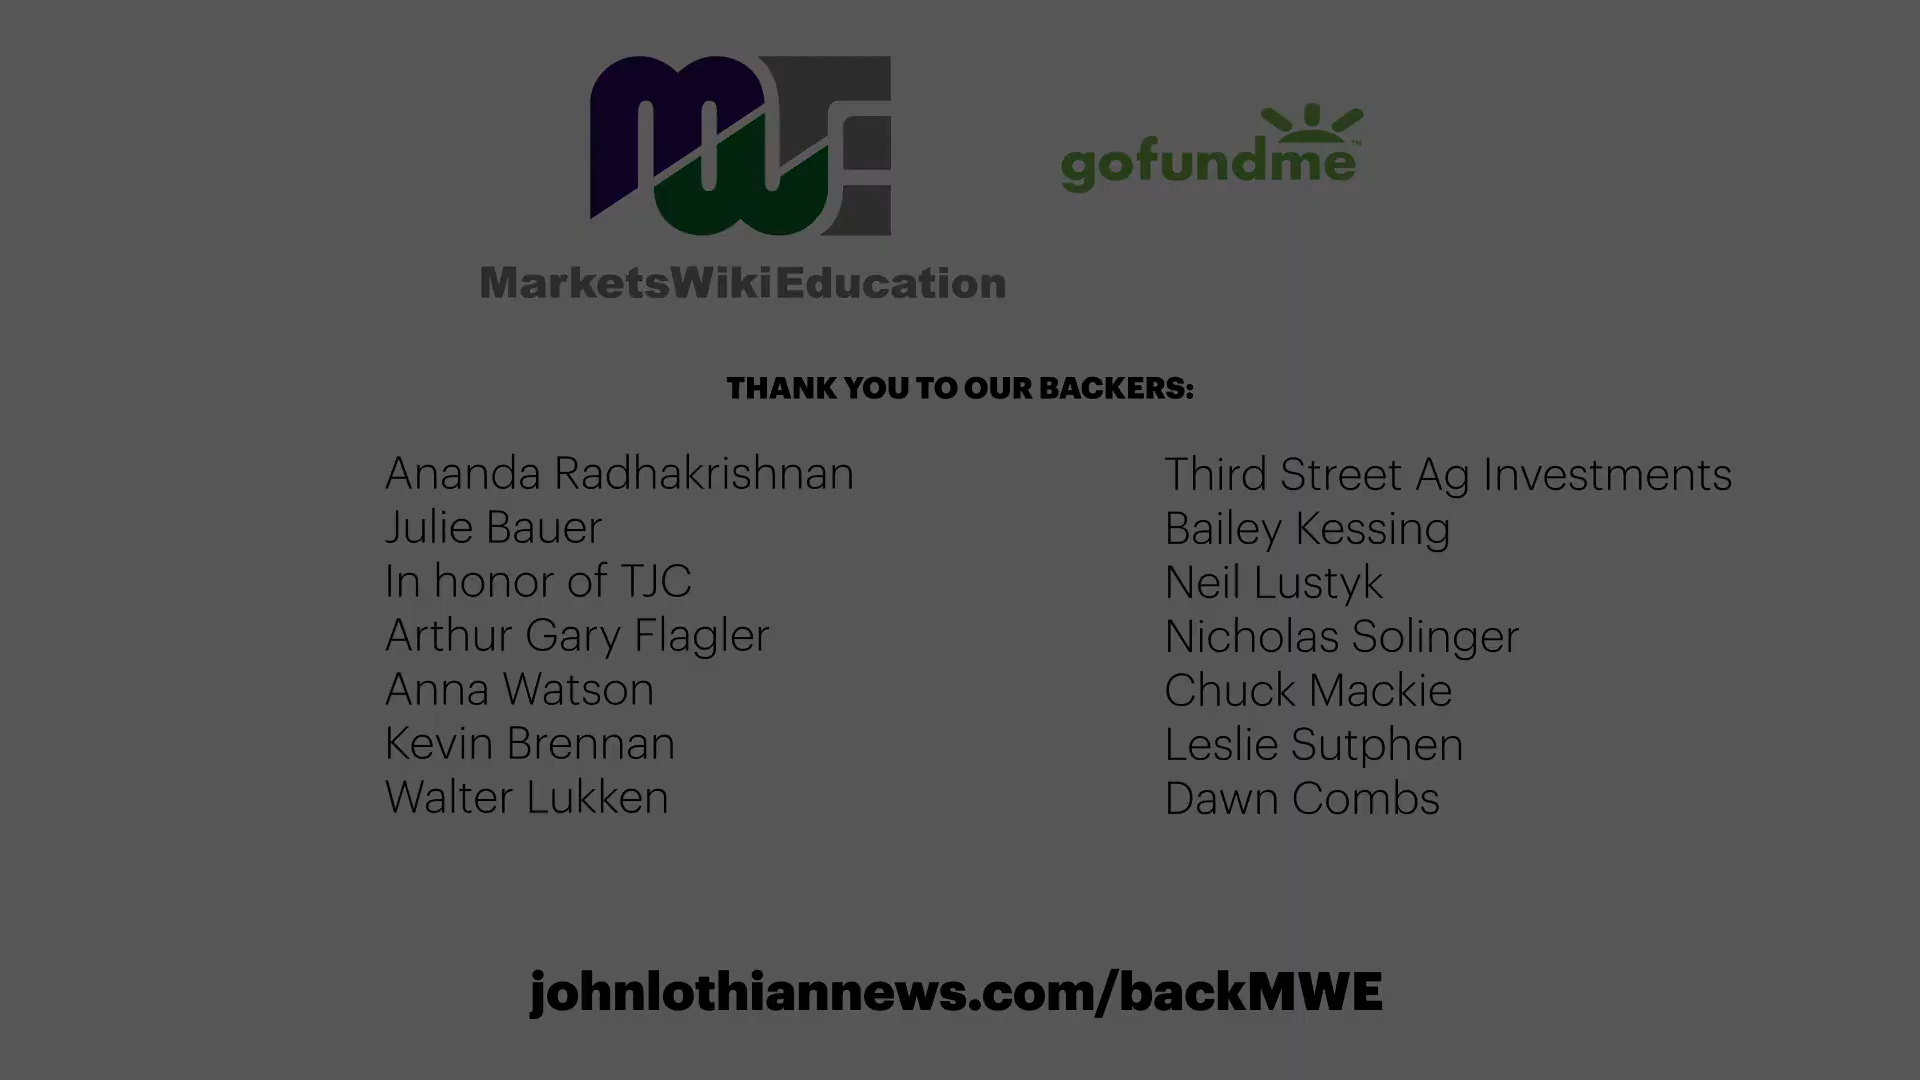 MWE
MarketsWikiEducation
gofundme™
THANK YOU TO OUR BACKERS:
Ananda Radhakrishnan
Julie Bauer
In honor of TJC
Arthur Gary Flagler
Anna Watson
Kevin Brennan
Walter Lukken
Third Street Ag Investments
Bailey Kessing
Neil Lustyk
Nicholas Solinger
Chuck Mackie
Leslie Sutphen
Dawn Combs
johnlothiannews.com/backMWE